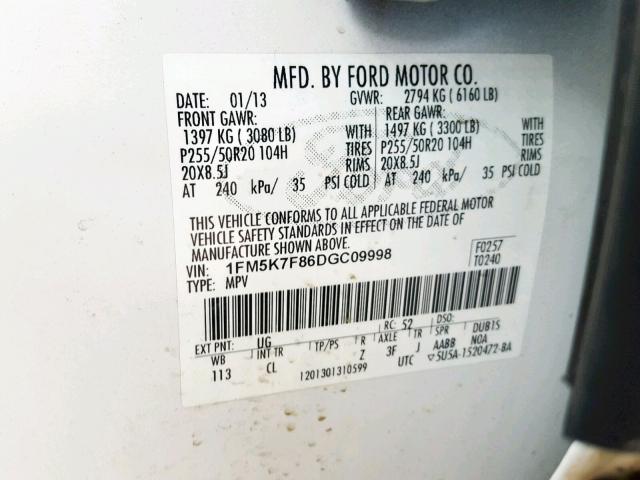 MFD. BY FORD MOTOR CO.
DATE: 01/13 GVWR: 2794 KG ( 6160 LB)
FRONT GAWR: REAR GAWR:
1397 KG ( 3080 LB) WITH 1497 KG ( 3300 LB) WITH
P255/50R20 104H TIRES P255/50R20 104H TIRES
20X8.5J RIMS 20X8.5J RIMS
AT 240 kPa/ 35 PSI COLD AT 240 kPa/ 35 PSI COLD
THIS VEHICLE CONFORMS TO ALL APPLICABLE FEDERAL MOTOR
VEHICLE SAFETY STANDARDS IN EFFECT ON THE DATE OF
MANUFACTURE SHOWN ABOVE.
VIN: 1FM5K7F86DGC09998 F0257
TYPE: MPV T0240
EXT PNT: UG RC: 52 DSO:
WB INT TR TP/PS R AXLE TR SPR DUB1S
113 CL Z 3F J AABB N0A
1201301310599 UTC ▽5U5A-1520472-BA